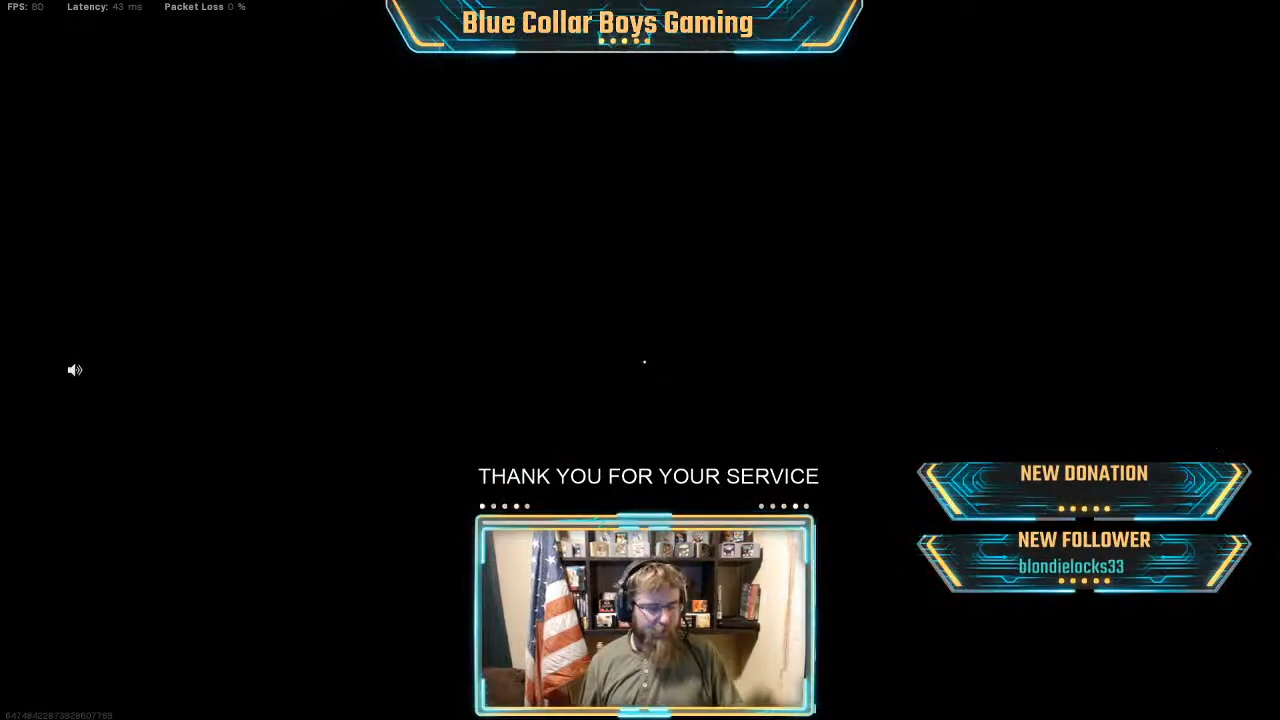 FPS: 80 Latency: 43 ms Packet Loss 0 %
Blue Collar Boys Gaming
THANK YOU FOR YOUR SERVICE
NEW DONATION
NEW FOLLOWER
blondielocks33